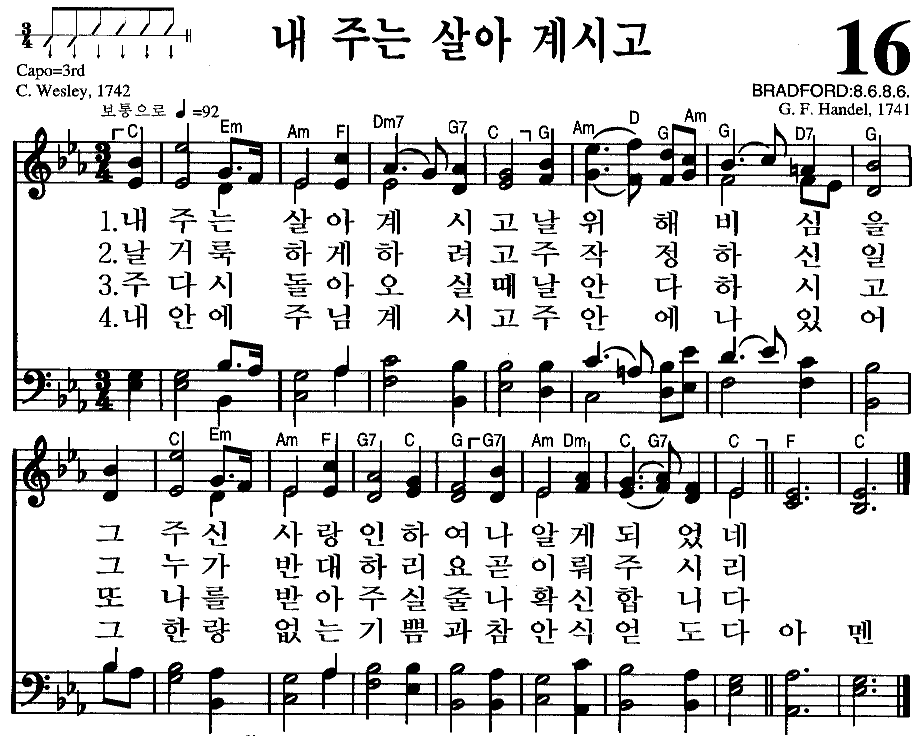 3/4
내 주는 살아 계시고
16
Capo=3rd
C. Wesley, 1742
보통으로 ♩=92
BRADFORD:8.6.8.6.
G. F. Handel, 1741
C Em Am F Dm7 G7 C G Am D G Am G D7 G
1.내 주 는 살 아 계 시 고 날 위 해 비 심 을
2.날 거 룩 하 게 하 려 고 주 작 정 하 신 일
3.주 다 시 돌 아 오 실 때 날 안 다 하 시 고
4.내 안 에 주 님 계 시 고 주 안 에 나 있 어
C Em Am F G7 C G G7 Am Dm C G7 C F C
그 주 신 사 랑 인 하 여 나 알 게 되 었 네
그 누 가 반 대 하 리 요 곧 이 뤄 주 시 리
또 나 를 받 아 주 실 줄 나 확 신 합 니 다
그 한 량 없 는 기 쁨 과 참 안 식 얻 도 다 아 멘